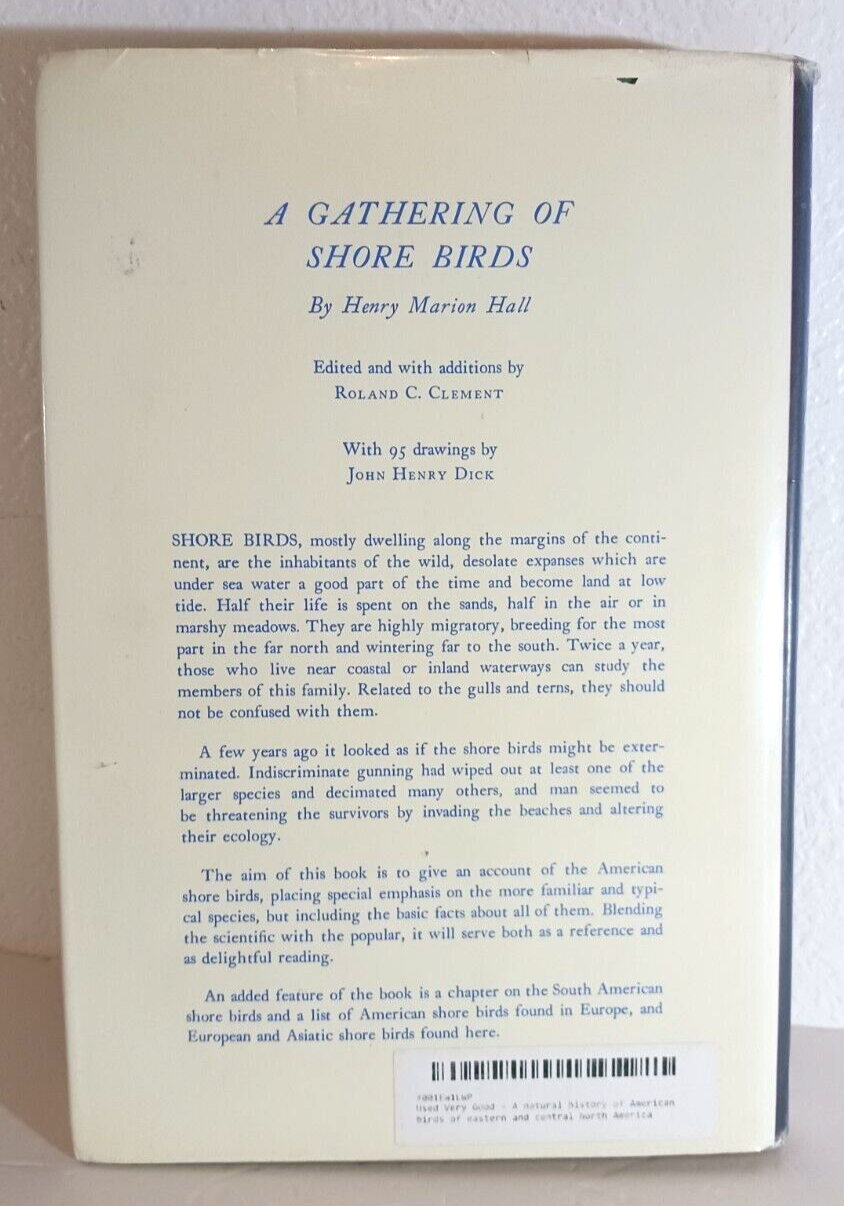 A GATHERING OF
SHORE BIRDS
By Henry Marion Hall
Edited and with additions by
ROLAND C. CLEMENT
With 95 drawings by
JOHN HENRY DICK
SHORE BIRDS, mostly dwelling along the margins of the conti-
nent, are the inhabitants of the wild, desolate expanses which are
under sea water a good part of the time and become land at low
tide. Half their life is spent on the sands, half in the air or in
marshy meadows. They are highly migratory, breeding for the most
part in the far north and wintering far to the south. Twice a year,
those who live near coastal or inland waterways can study the
members of this family. Related to the gulls and terns, they should
not be confused with them.
A few years ago it looked as if the shore birds might be exter-
minated. Indiscriminate gunning had wiped out at least one of the
larger species and decimated many others, and man seemed to
be threatening the survivors by invading the beaches and altering
their ecology.
The aim of this book is to give an account of the American
shore birds, placing special emphasis on the more familiar and typi-
cal species, but including the basic facts about all of them. Blending
the scientific with the popular, it will serve both as a reference and
as delightful reading.
An added feature of the book is a chapter on the South American
shore birds and a list of American shore birds found in Europe, and
European and Asiatic shore birds found here.
Used Very Good - A natural history of American
birds of eastern and central North America